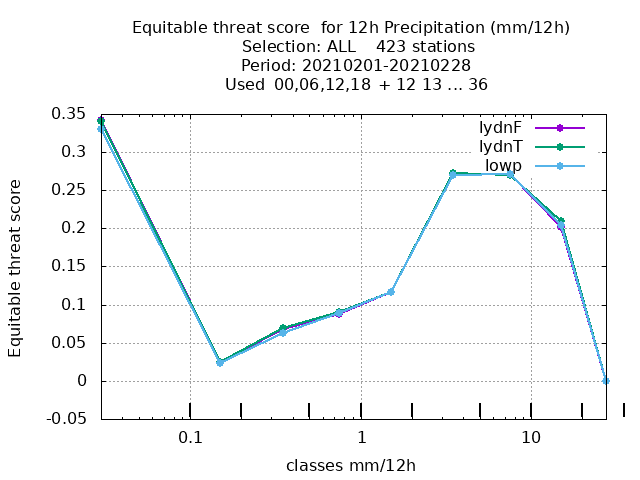 Equitable threat score  for 12h Precipitation (mm/12h)
Selection: ALL    423 stations
Period: 20210201-20210228
Used  00,06,12,18  + 12 13 ... 36
0.35
0.3
0.25
0.2
0.15
0.1
0.05
0
-0.05
Equitable threat score
lydnF
lydnT
lowp
0.1
1
10
classes mm/12h